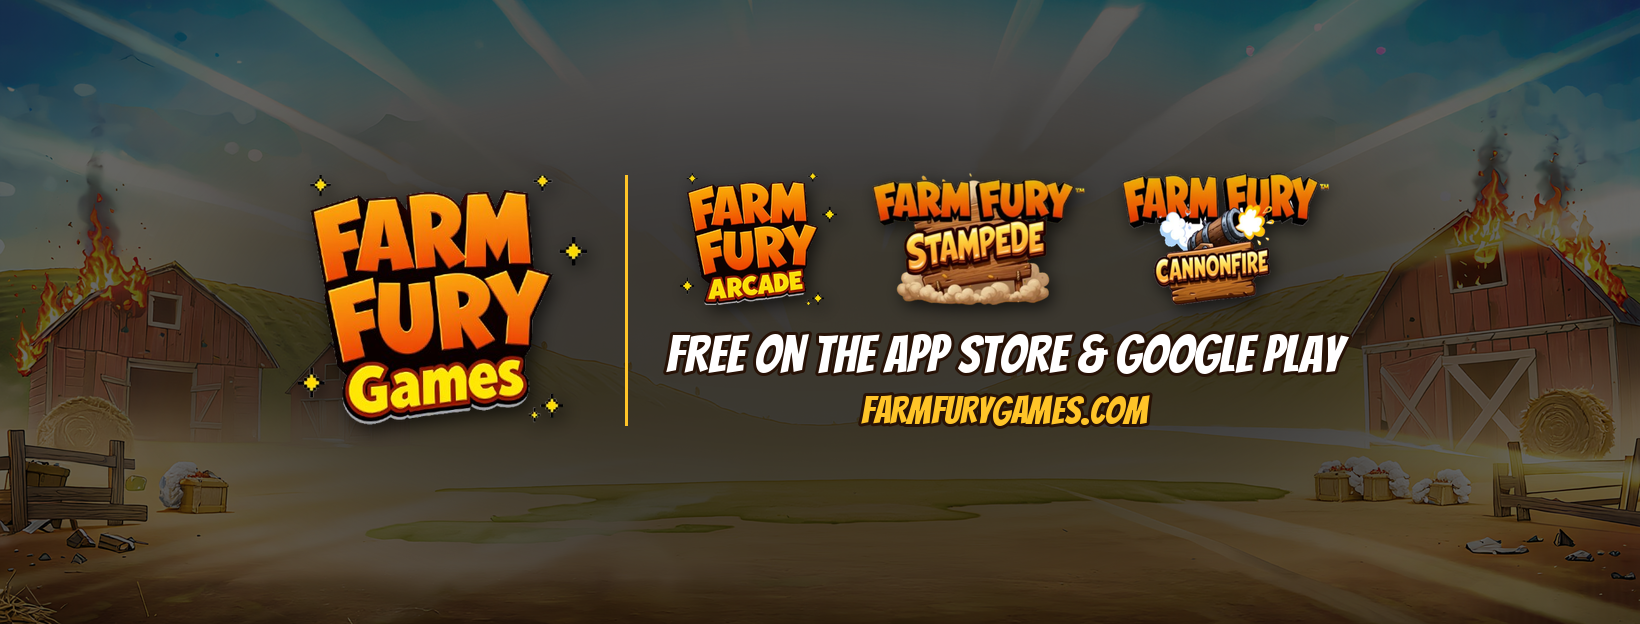 FARM
FURY
Games
FARM
FURY
ARCADE
FARM FURY™
STAMPEDE
FARM FURY™
CANNONFIRE
FREE ON THE APP STORE & GOOGLE PLAY
FARMFURYGAMES.COM